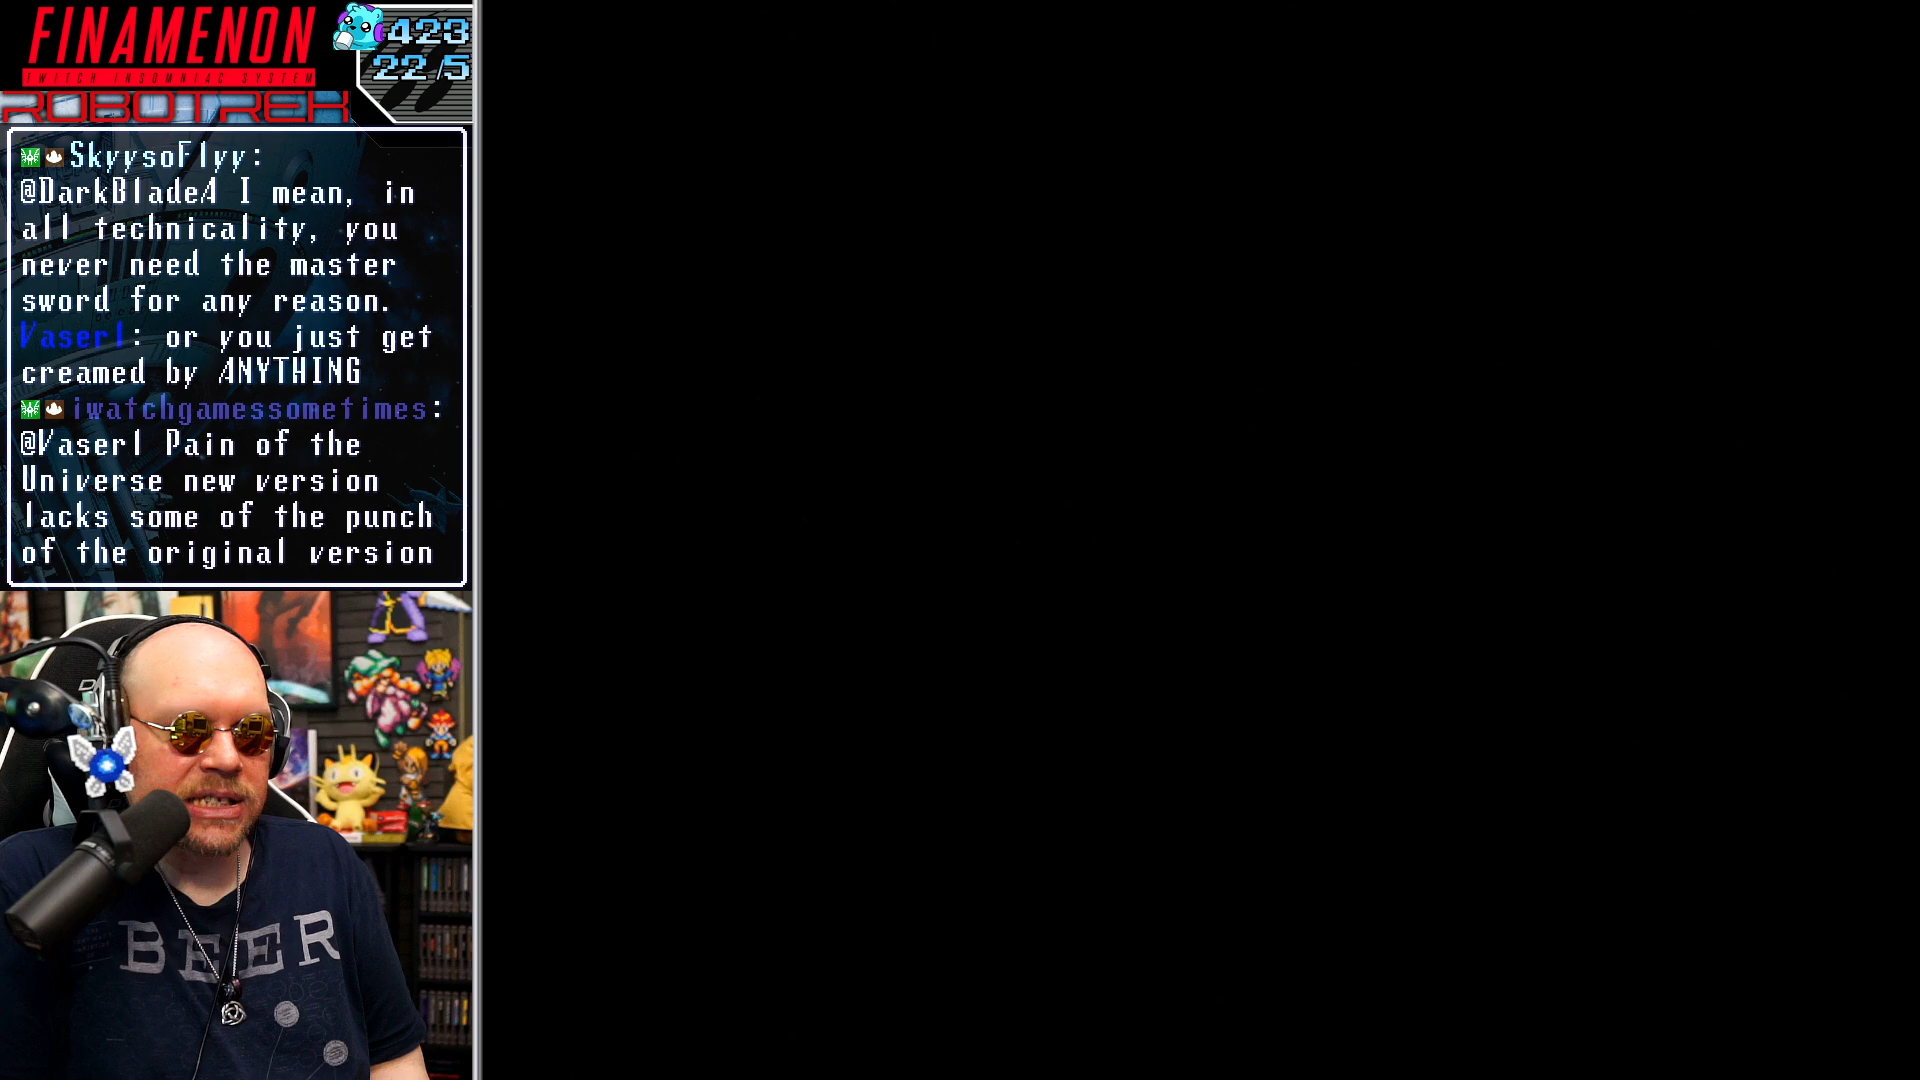 FINAMENON
TWITCH INSOMNIAC SYSTEM
423
22/5
ROBOTREK
SkyysoFlyy:
@DarkBlade4 I mean, in
all technicality, you
never need the master
sword for any reason.
Vaserl: or you just get
creamed by ANYTHING
iwatchgamessometimes:
@Vaserl Pain of the
Universe new version
lacks some of the punch
of the original version
BEER